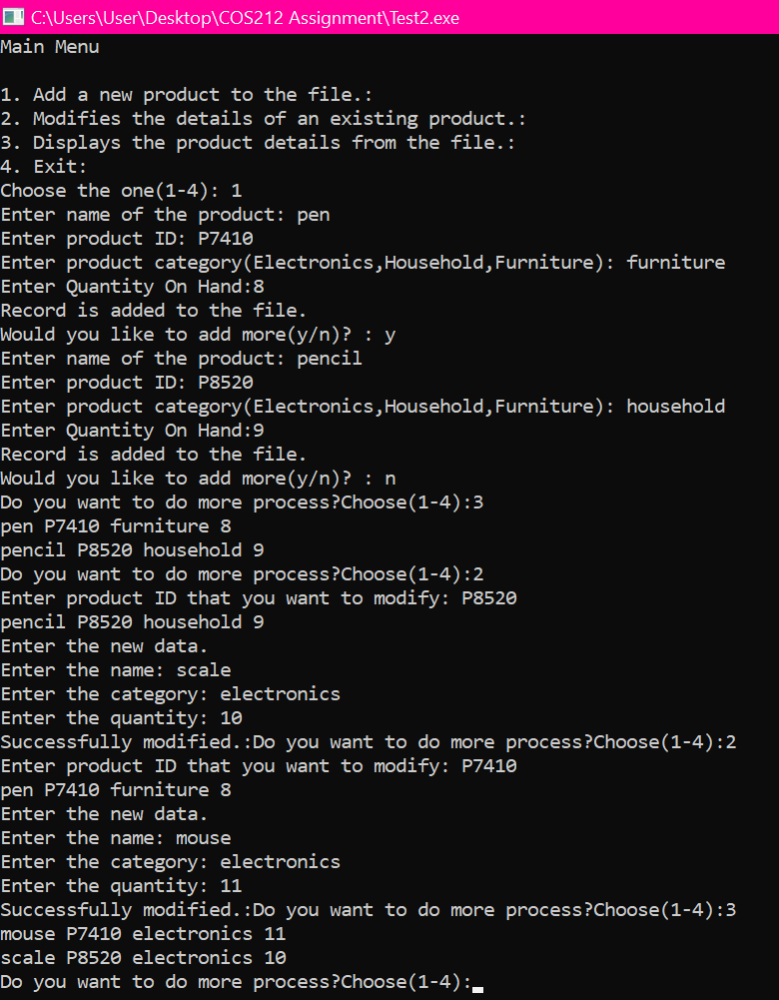 C:\Users\User\Desktop\COS212 Assignment\Test2.exe
Main Menu
1. Add a new product to the file.:
2. Modifies the details of an existing product.:
3. Displays the product details from the file.:
4. Exit:
Choose the one(1-4): 1
Enter name of the product: pen
Enter product ID: P7410
Enter product category(Electronics,Household,Furniture): furniture
Enter Quantity On Hand:8
Record is added to the file.
Would you like to add more(y/n)? : y
Enter name of the product: pencil
Enter product ID: P8520
Enter product category(Electronics,Household,Furniture): household
Enter Quantity On Hand:9
Record is added to the file.
Would you like to add more(y/n)? : n
Do you want to do more process?Choose(1-4):3
pen P7410 furniture 8
pencil P8520 household 9
Do you want to do more process?Choose(1-4):2
Enter product ID that you want to modify: P8520
pencil P8520 household 9
Enter the new data.
Enter the name: scale
Enter the category: electronics
Enter the quantity: 10
Successfully modified.:Do you want to do more process?Choose(1-4):2
Enter product ID that you want to modify: P7410
pen P7410 furniture 8
Enter the new data.
Enter the name: mouse
Enter the category: electronics
Enter the quantity: 11
Successfully modified.:Do you want to do more process?Choose(1-4):3
mouse P7410 electronics 11
scale P8520 electronics 10
Do you want to do more process?Choose(1-4):